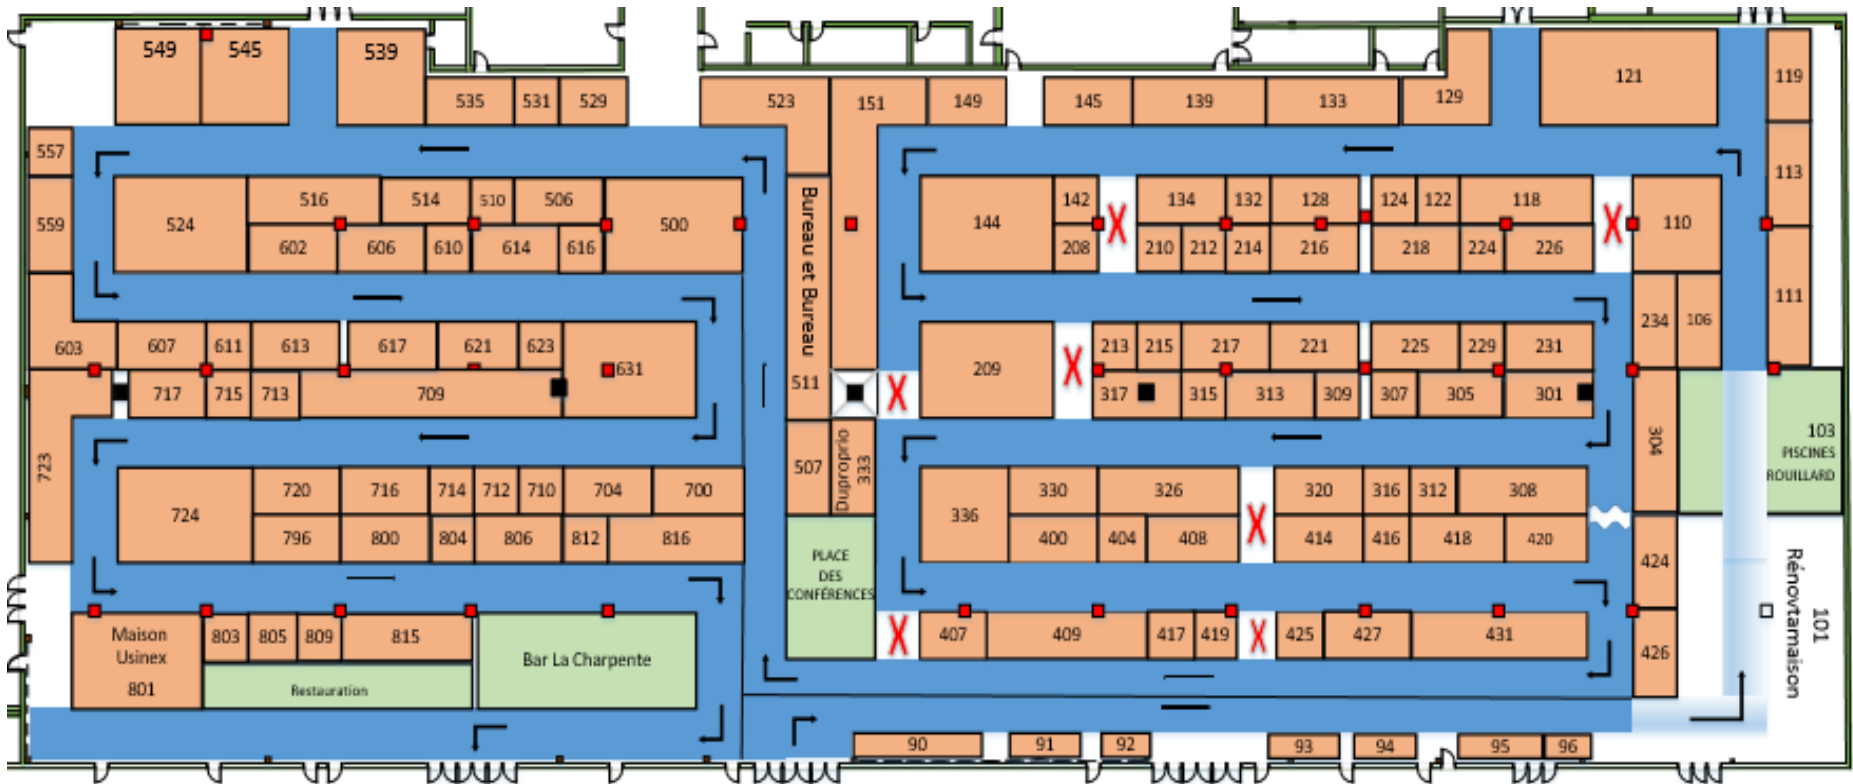 549 545 539
535 531 529 523 151 149 145 139 133 129 121 119
557
559
524 516 514 510 506 500
602 606 610 614 616
Bureau et Bureau
511
144 142 134 132 128 124 122 118 110 113
208 210 212 214 216 218 224 226
234 106 111
603 607 611 613 617 621 623 631
717 715 713 709
209 213 215 217 221 225 229 231
317 315 313 309 307 305 301
304
103
PISCINES
ROUILLARD
723
724 720 716 714 712 710 704 700
796 800 804 806 812 816
507
Duproprio
333
336 330 326 320 316 312 308
400 404 408 414 416 418 420
424
426
PLACE
DES
CONFÉRENCES
101
Rénovtamaison
Maison
Usinex
801
803 805 809 815
Restauration
Bar La Charpente
407 409 417 419 425 427 431
90 91 92 93 94 95 96